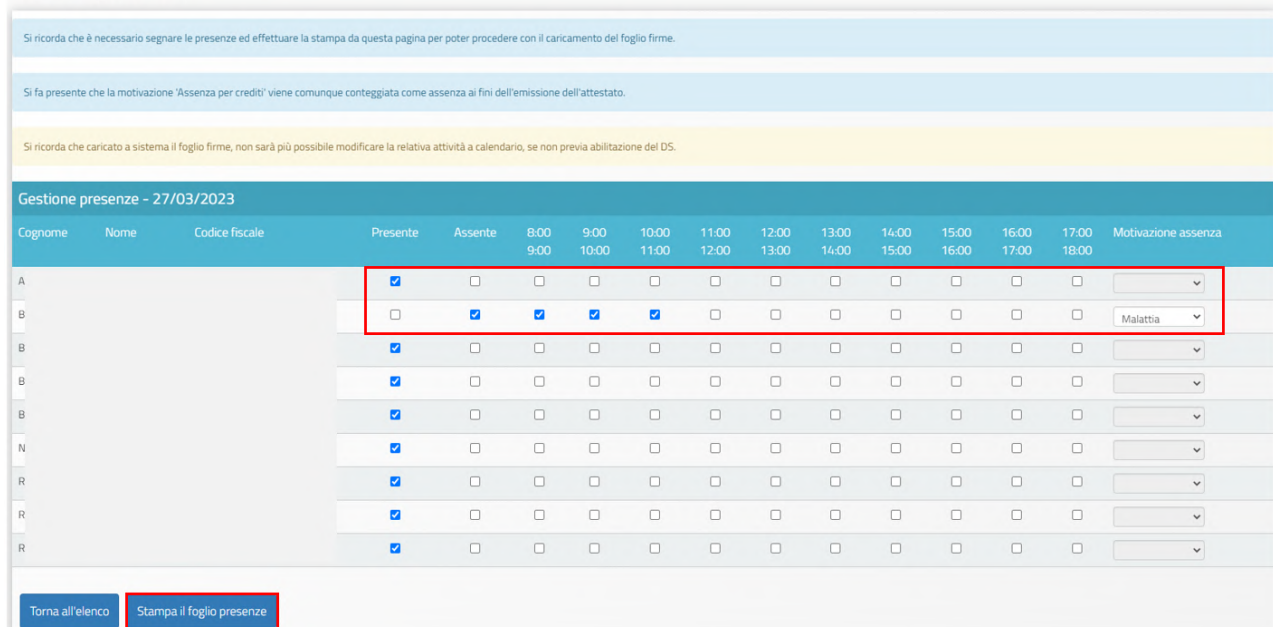 Si ricorda che è necessario segnare le presenze ed effettuare la stampa da questa pagina per poter procedere con il caricamento del foglio firme.
Si fa presente che la motivazione 'Assenza per crediti' viene comunque conteggiata come assenza ai fini dell'emissione dell'attestato.
Si ricorda che caricato a sistema il foglio firme, non sarà più possibile modificare la relativa attività a calendario, se non previa abilitazione del DS.
Gestione presenze - 27/03/2023
Cognome Nome Codice fiscale Presente Assente 8:00 9:00 10:00 11:00 12:00 13:00 14:00 15:00 16:00 17:00 Motivazione assenza
9:00 10:00 11:00 12:00 13:00 14:00 15:00 16:00 17:00 18:00
A
B Malattia
B
B
B
N
R
R
R
Torna all'elenco Stampa il foglio presenze